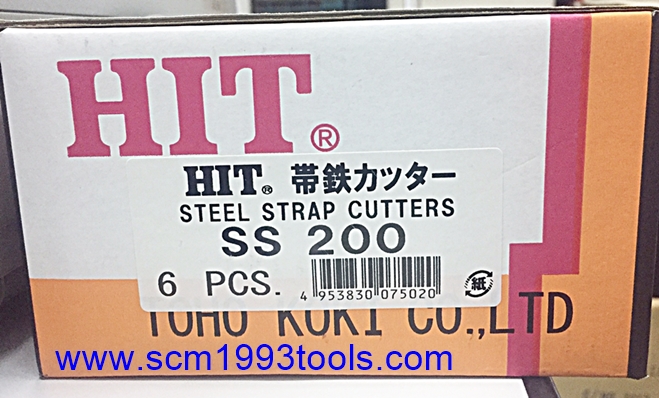 HIT®
HIT® 帯鉄カッター
STEEL STRAP CUTTERS
SS 200
6 PCS.
4 953830 075020
紙
TOHO KOKI CO.,LTD
www.scm1993tools.com